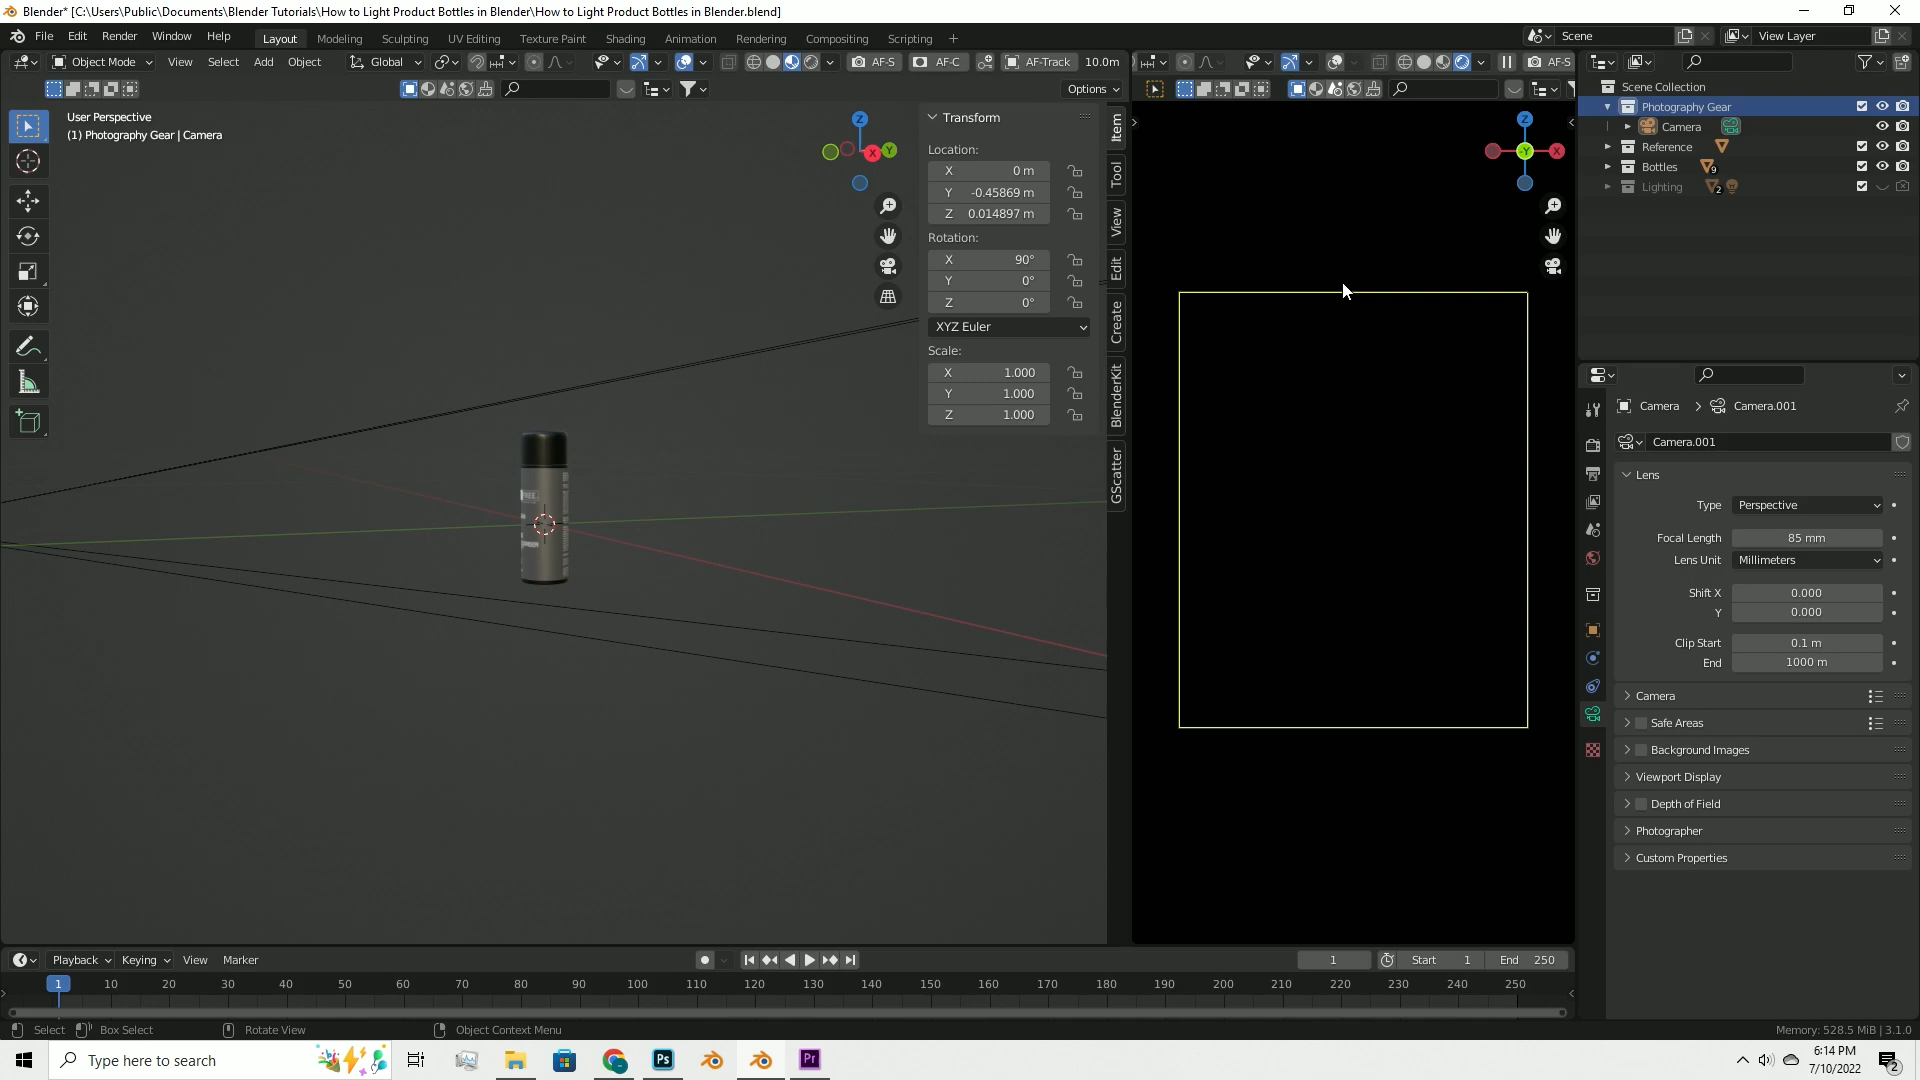 Blender* [C:\Users\Public\Documents\Blender Tutorials\How to Light Product Bottles in Blender\How to Light Product Bottles in Blender.blend]
File Edit Render Window Help Layout Modeling Sculpting UV Editing Texture Paint Shading Animation Rendering Compositing Scripting + Scene View Layer
Object Mode View Select Add Object Global AF-S AF-C AF-Track 10.0m AF-S
Options
User Perspective
(1) Photography Gear | Camera
Z
Y
X
Transform
Location:
X 0 m
Y -0.45869 m
Z 0.014897 m
Rotation:
X 90°
Y 0°
Z 0°
XYZ Euler
Scale:
X 1.000
Y 1.000
Z 1.000
Item
Tool
View
Edit
Create
BlenderKit
GScatter
Z
-Y
X
Scene Collection
Photography Gear
Camera
Reference
Bottles 9
Lighting 2
Camera > Camera.001
Camera.001
Lens
Type Perspective
Focal Length 85 mm
Lens Unit Millimeters
Shift X 0.000
Y 0.000
Clip Start 0.1 m
End 1000 m
Camera
Safe Areas
Background Images
Viewport Display
Depth of Field
Photographer
Custom Properties
Playback Keying View Marker 1 Start 1 End 250
1 10 20 30 40 50 60 70 80 90 100 110 120 130 140 150 160 170 180 190 200 210 220 230 240 250
Select Box Select Rotate View Object Context Menu Memory: 528.5 MiB | 3.1.0
Type here to search Ps Pr 6:14 PM
7/10/2022 2